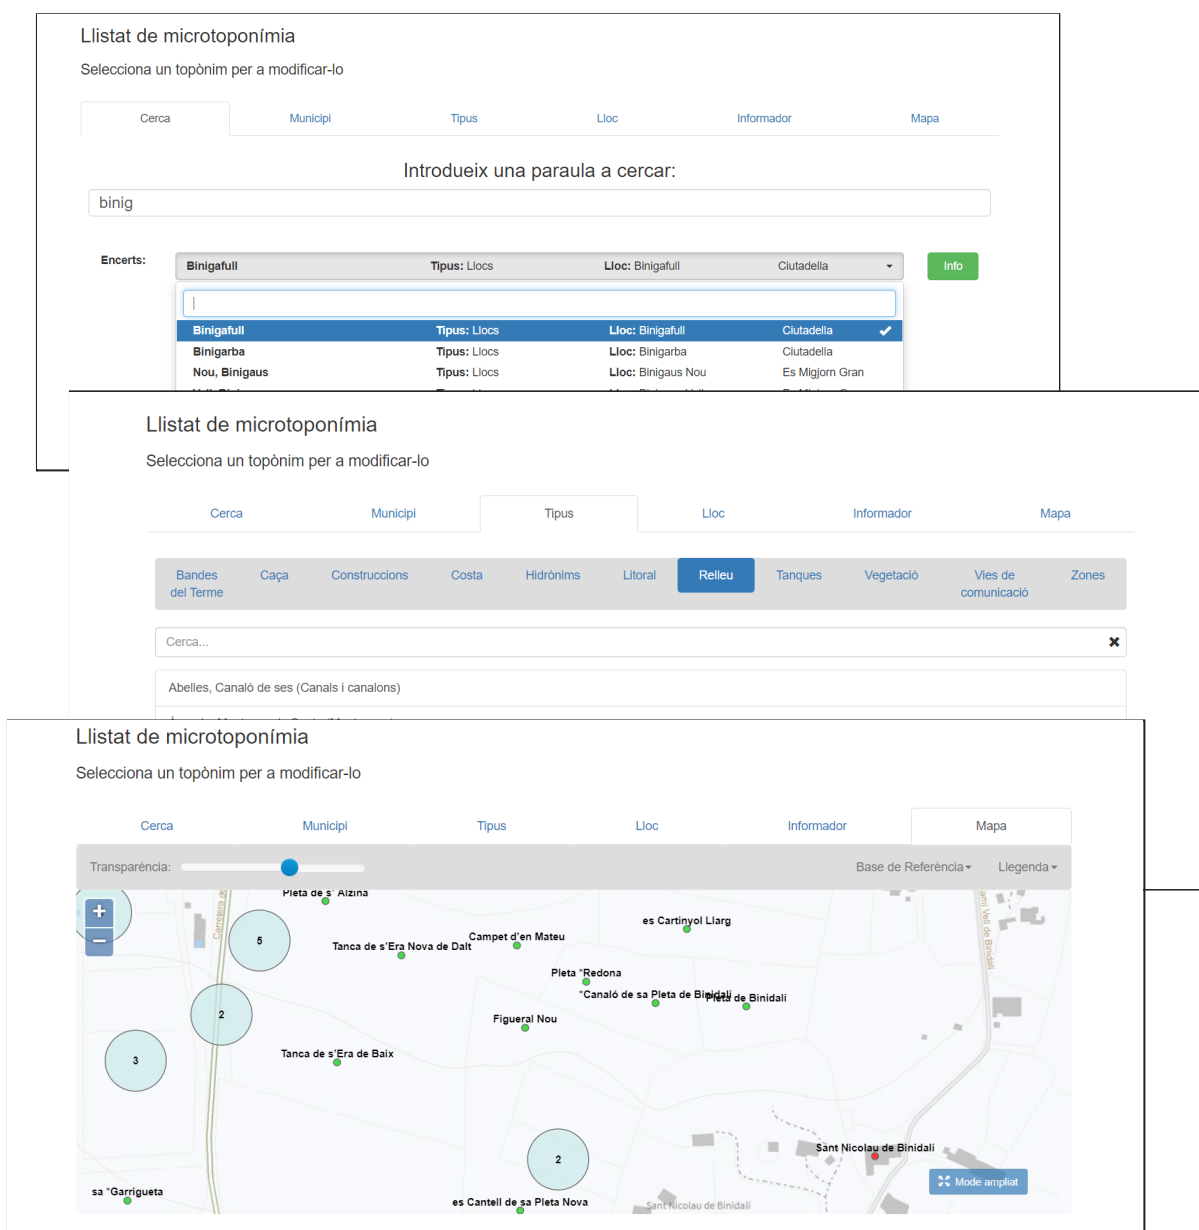 Llistat de microtoponímia
Selecciona un topònim per a modificar-lo
Cerca Municipi Tipus Lloc Informador Mapa
Introdueix una paraula a cercar:
binig
Encerts: Binigafull Tipus: Llocs Lloc: Binigafull Ciutadella Info
Binigafull Tipus: Llocs Lloc: Binigafull Ciutadella
Binigarba Tipus: Llocs Lloc: Binigarba Ciutadella
Nou, Binigaus Tipus: Llocs Lloc: Binigaus Nou Es Migjorn Gran
Llistat de microtoponímia
Selecciona un topònim per a modificar-lo
Cerca Municipi Tipus Lloc Informador Mapa
Bandes del Terme Caça Construccions Costa Hidrònims Litoral Relleu Tanques Vegetació Vies de comunicació Zones
Cerca...
Abelles, Canaló de ses (Canals i canalons)
Llistat de microtoponímia
Selecciona un topònim per a modificar-lo
Cerca Municipi Tipus Lloc Informador Mapa
Transparència: Base de Referència Llegenda
Pleta de s' Alzina
es Cartinyol Llarg
5
Campet d'en Mateu
Tanca de s'Era Nova de Dalt
Camí Vell de Binidalí
Pleta "Redona
"Canaló de sa Pleta de Binidalí
Pleta de Binidalí
2
Figueral Nou
3
Tanca de s'Era de Baix
Sant Nicolau de Binidalí
2
Mode ampliat
sa "Garrigueta
es Cantell de sa Pleta Nova
Sant Nicolau de Binidalí